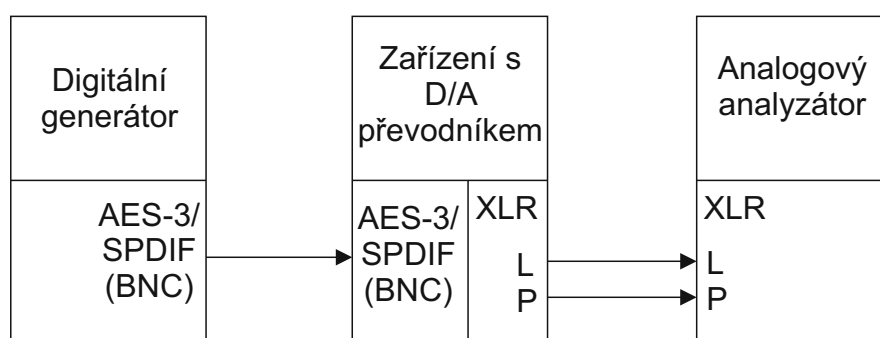 Digitální
generátor
AES-3/
SPDIF
(BNC)
Zařízení s
D/A
převodníkem
AES-3/
SPDIF
(BNC)
XLR
L
P
Analogový
analyzátor
XLR
L
P